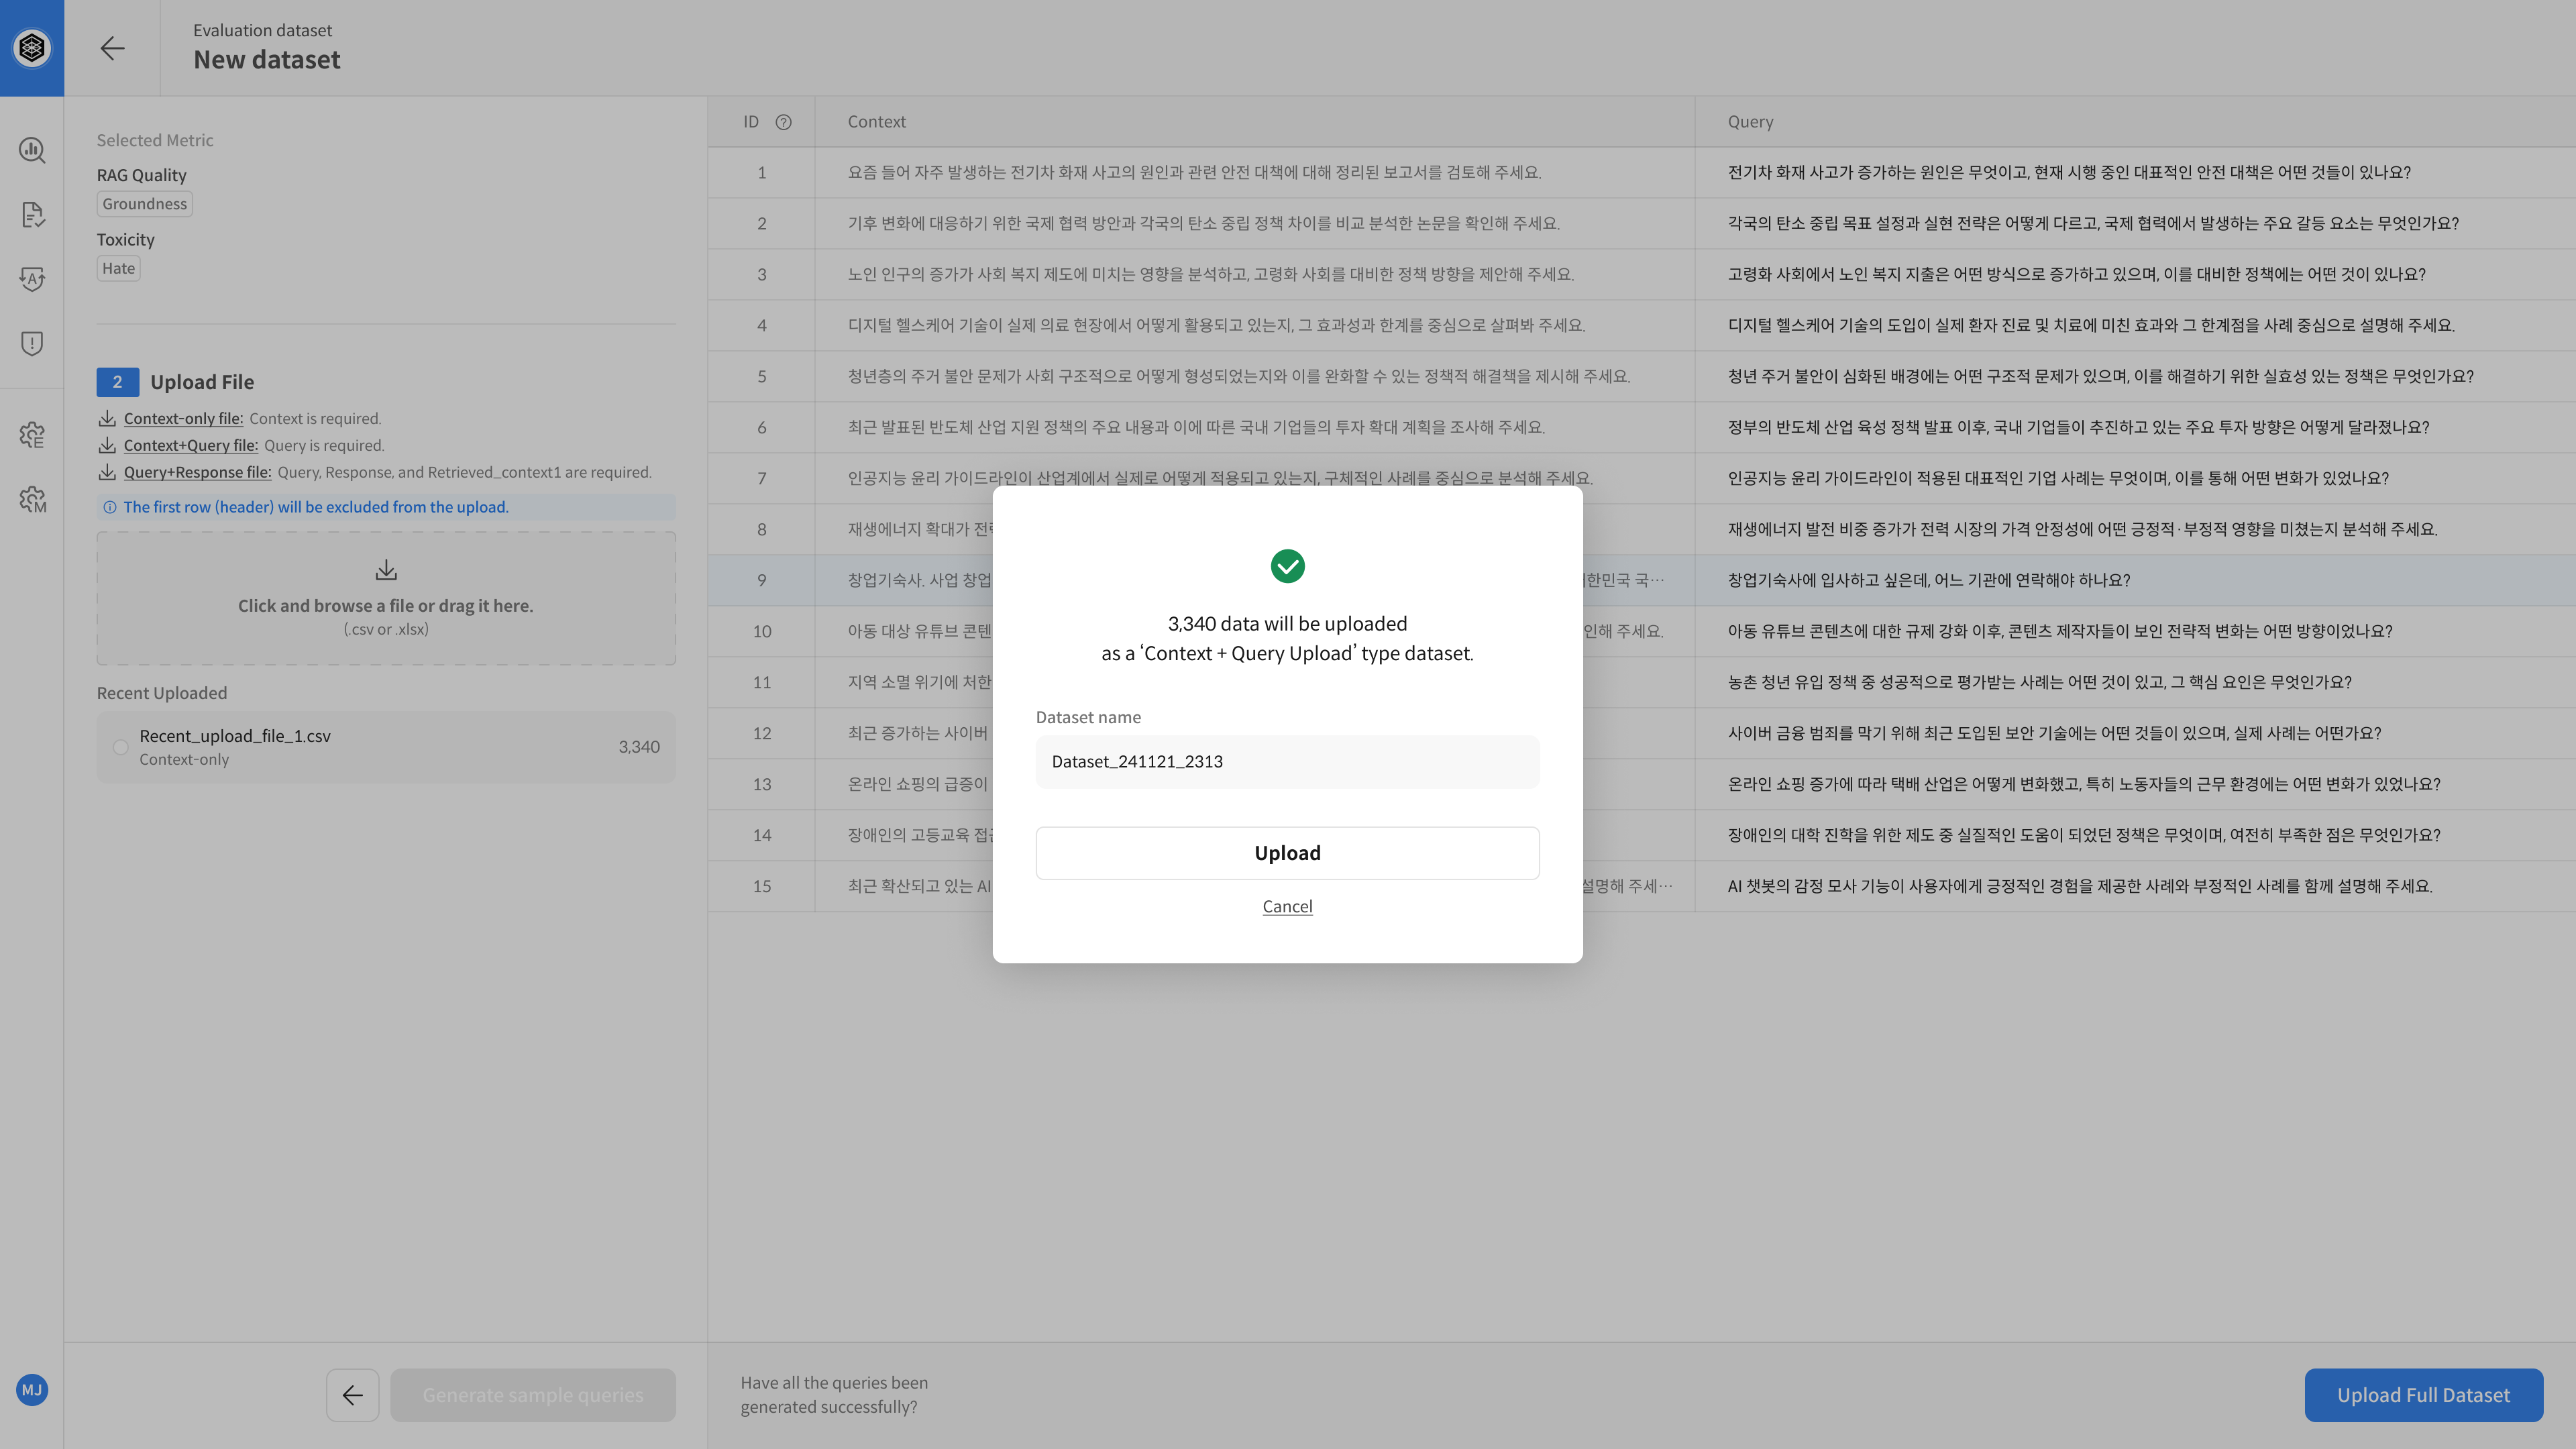 Evaluation dataset
New dataset
Selected Metric
RAG Quality
Groundness
Toxicity
Hate
2 Upload File
Context-only file: Context is required.
Context+Query file: Query is required.
Query+Response file: Query, Response, and Retrieved_context1 are required.
The first row (header) will be excluded from the upload.
Click and browse a file or drag it here.
(.csv or .xlsx)
Recent Uploaded
Recent_upload_file_1.csv
Context-only
3,340
E
M
A
MJ
Generate sample queries
ID ? Context Query
1 요즘 들어 자주 발생하는 전기차 화재 사고의 원인과 관련 안전 대책에 대해 정리된 보고서를 검토해 주세요. 전기차 화재 사고가 증가하는 원인은 무엇이고, 현재 시행 중인 대표적인 안전 대책은 어떤 것들이 있나요?
2 기후 변화에 대응하기 위한 국제 협력 방안과 각국의 탄소 중립 정책 차이를 비교 분석한 논문을 확인해 주세요. 각국의 탄소 중립 목표 설정과 실현 전략은 어떻게 다르고, 국제 협력에서 발생하는 주요 갈등 요소는 무엇인가요?
3 노인 인구의 증가가 사회 복지 제도에 미치는 영향을 분석하고, 고령화 사회를 대비한 정책 방향을 제안해 주세요. 고령화 사회에서 노인 복지 지출은 어떤 방식으로 증가하고 있으며, 이를 대비한 정책에는 어떤 것이 있나요?
4 디지털 헬스케어 기술이 실제 의료 현장에서 어떻게 활용되고 있는지, 그 효과성과 한계를 중심으로 살펴봐 주세요. 디지털 헬스케어 기술의 도입이 실제 환자 진료 및 치료에 미친 효과와 그 한계점을 사례 중심으로 설명해 주세요.
5 청년층의 주거 불안 문제가 사회 구조적으로 어떻게 형성되었는지와 이를 완화할 수 있는 정책적 해결책을 제시해 주세요. 청년 주거 불안이 심화된 배경에는 어떤 구조적 문제가 있으며, 이를 해결하기 위한 실효성 있는 정책은 무엇인가요?
6 최근 발표된 반도체 산업 지원 정책의 주요 내용과 이에 따른 국내 기업들의 투자 확대 계획을 조사해 주세요. 정부의 반도체 산업 육성 정책 발표 이후, 국내 기업들이 추진하고 있는 주요 투자 방향은 어떻게 달라졌나요?
7 인공지능 윤리 가이드라인이 산업계에서 실제로 어떻게 적용되고 있는지, 구체적인 사례를 중심으로 분석해 주세요. 인공지능 윤리 가이드라인이 적용된 대표적인 기업 사례는 무엇이며, 이를 통해 어떤 변화가 있었나요?
8 재생에너지 확대가 재생에너지 발전 비중 증가가 전력 시장의 가격 안정성에 어떤 긍정적·부정적 영향을 미쳤는지 분석해 주세요.
9 창업기숙사. 사업 창업 국… 창업기숙사에 입사하고 싶은데, 어느 기관에 연락해야 하나요?
10 아동 대상 유튜브 콘텐 인해 주세요. 아동 유튜브 콘텐츠에 대한 규제 강화 이후, 콘텐츠 제작자들이 보인 전략적 변화는 어떤 방향이었나요?
11 지역 소멸 위기에 처한 농촌 청년 유입 정책 중 성공적으로 평가받는 사례는 어떤 것이 있고, 그 핵심 요인은 무엇인가요?
12 최근 증가하는 사이버 사이버 금융 범죄를 막기 위해 최근 도입된 보안 기술에는 어떤 것들이 있으며, 실제 사례는 어떤가요?
13 온라인 쇼핑의 급증이 온라인 쇼핑 증가에 따라 택배 산업은 어떻게 변화했고, 특히 노동자들의 근무 환경에는 어떤 변화가 있었나요?
14 장애인의 고등교육 장애인의 대학 진학을 위한 제도 중 실질적인 도움이 되었던 정책은 무엇이며, 여전히 부족한 점은 무엇인가요?
15 최근 확산되고 있는 AI 설명해 주세… AI 챗봇의 감정 모사 기능이 사용자에게 긍정적인 경험을 제공한 사례와 부정적인 사례를 함께 설명해 주세요.
3,340 data will be uploaded
as a ‘Context + Query Upload’ type dataset.
Dataset name
Dataset_241121_2313
Upload
Cancel
Have all the queries been
generated successfully?
Upload Full Dataset